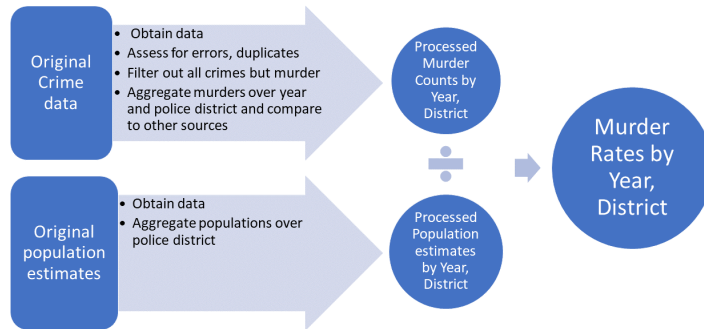 Original
Crime
data
• Obtain data
• Assess for errors, duplicates
• Filter out all crimes but murder
• Aggregate murders over year
and police district and compare
to other sources
Processed
Murder
Counts by
Year,
District
÷
Murder
Rates by
Year,
District
Original
population
estimates
• Obtain data
• Aggregate populations over
police district
Processed
Population
estimates
by Year,
District